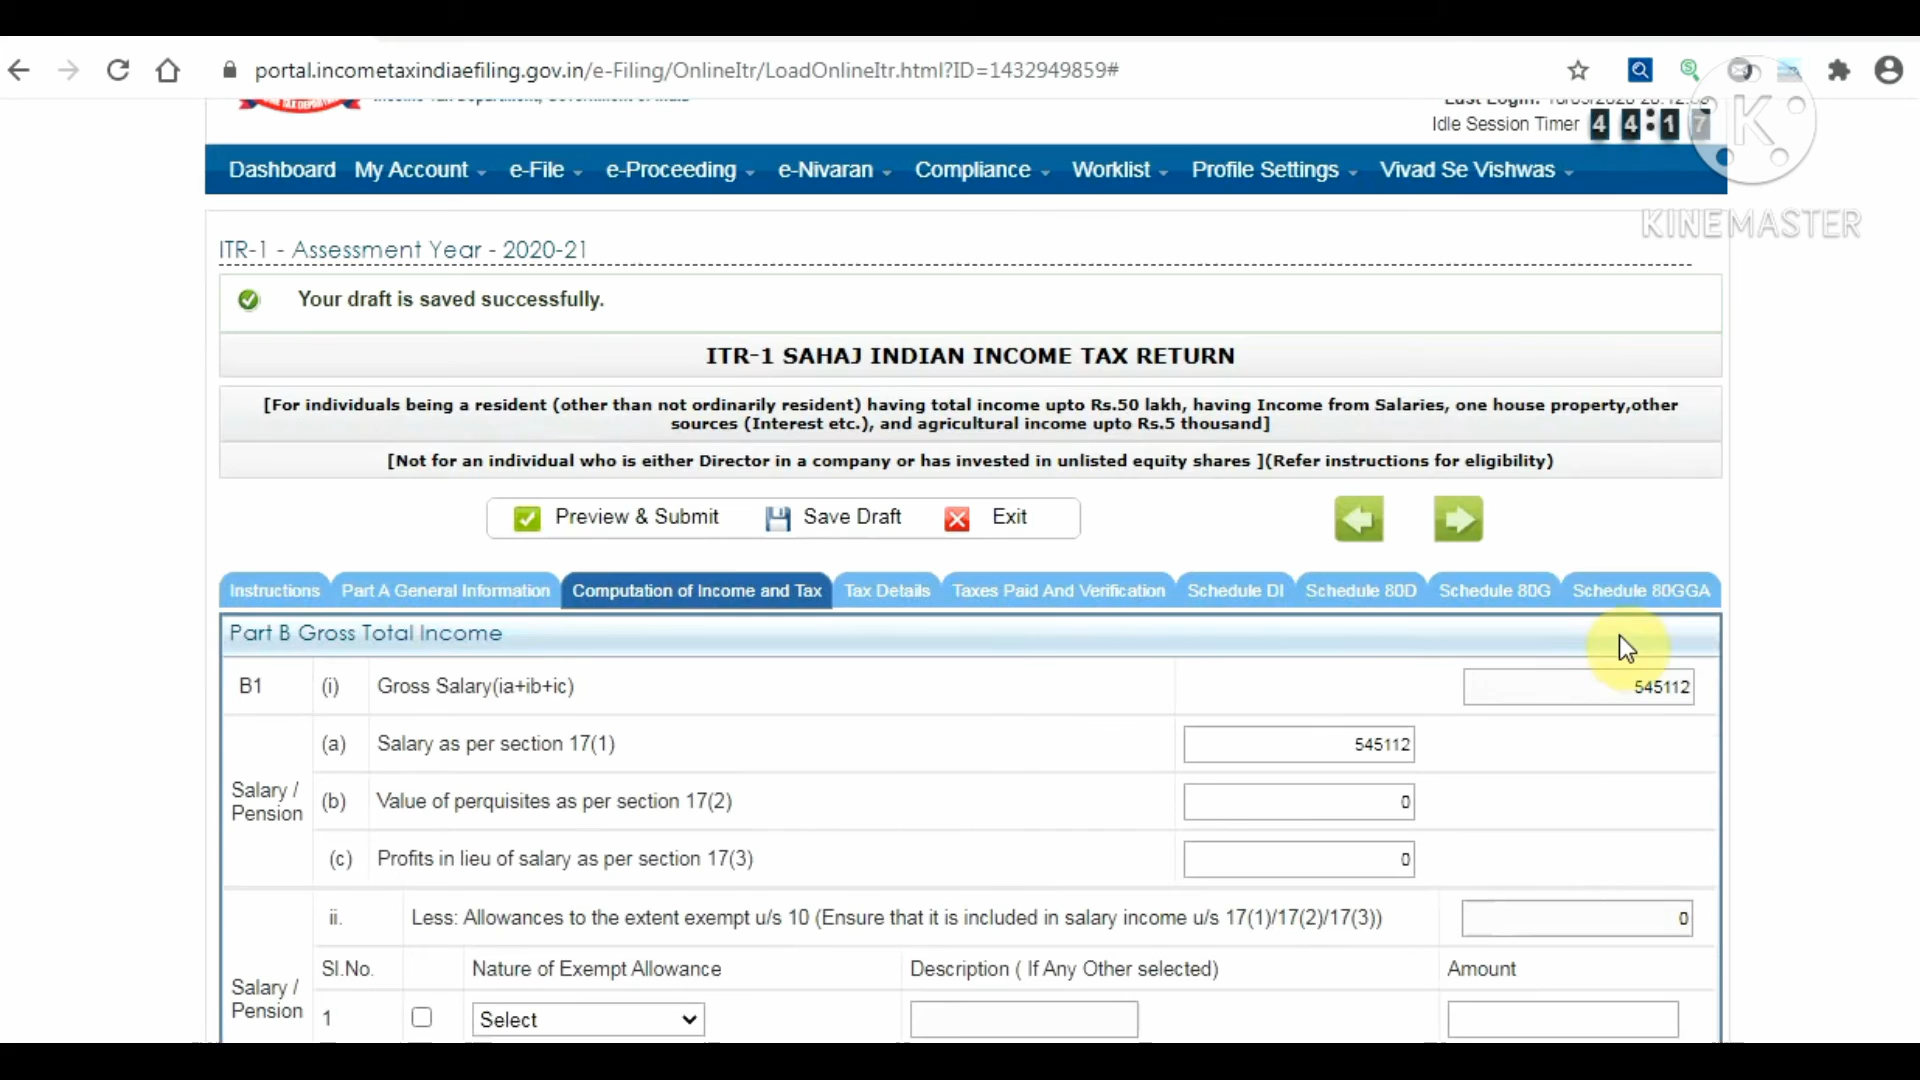 portal.incometaxindiaefiling.gov.in/e-Filing/OnlineItr/LoadOnlineItr.html?ID=1432949859#
Idle Session Timer 4 4:1 7
KINEMASTER
Dashboard My Account e-File e-Proceeding e-Nivaran Compliance Worklist Profile Settings Vivad Se Vishwas
ITR-1 - Assessment Year - 2020-21
Your draft is saved successfully.
ITR-1 SAHAJ INDIAN INCOME TAX RETURN
[For individuals being a resident (other than not ordinarily resident) having total income upto Rs.50 lakh, having Income from Salaries, one house property,other
sources (Interest etc.), and agricultural income upto Rs.5 thousand]
[Not for an individual who is either Director in a company or has invested in unlisted equity shares ](Refer instructions for eligibility)
Preview & Submit Save Draft Exit
Instructions Part A General Information Computation of Income and Tax Tax Details Taxes Paid And Verification Schedule DI Schedule 80D Schedule 80G Schedule 80GGA
Part B Gross Total Income
B1 (i) Gross Salary(ia+ib+ic) 545112
(a) Salary as per section 17(1) 545112
Salary /
Pension
(b) Value of perquisites as per section 17(2) 0
(c) Profits in lieu of salary as per section 17(3) 0
ii. Less: Allowances to the extent exempt u/s 10 (Ensure that it is included in salary income u/s 17(1)/17(2)/17(3)) 0
Sl.No. Nature of Exempt Allowance Description ( If Any Other selected) Amount
Salary /
Pension
1 Select